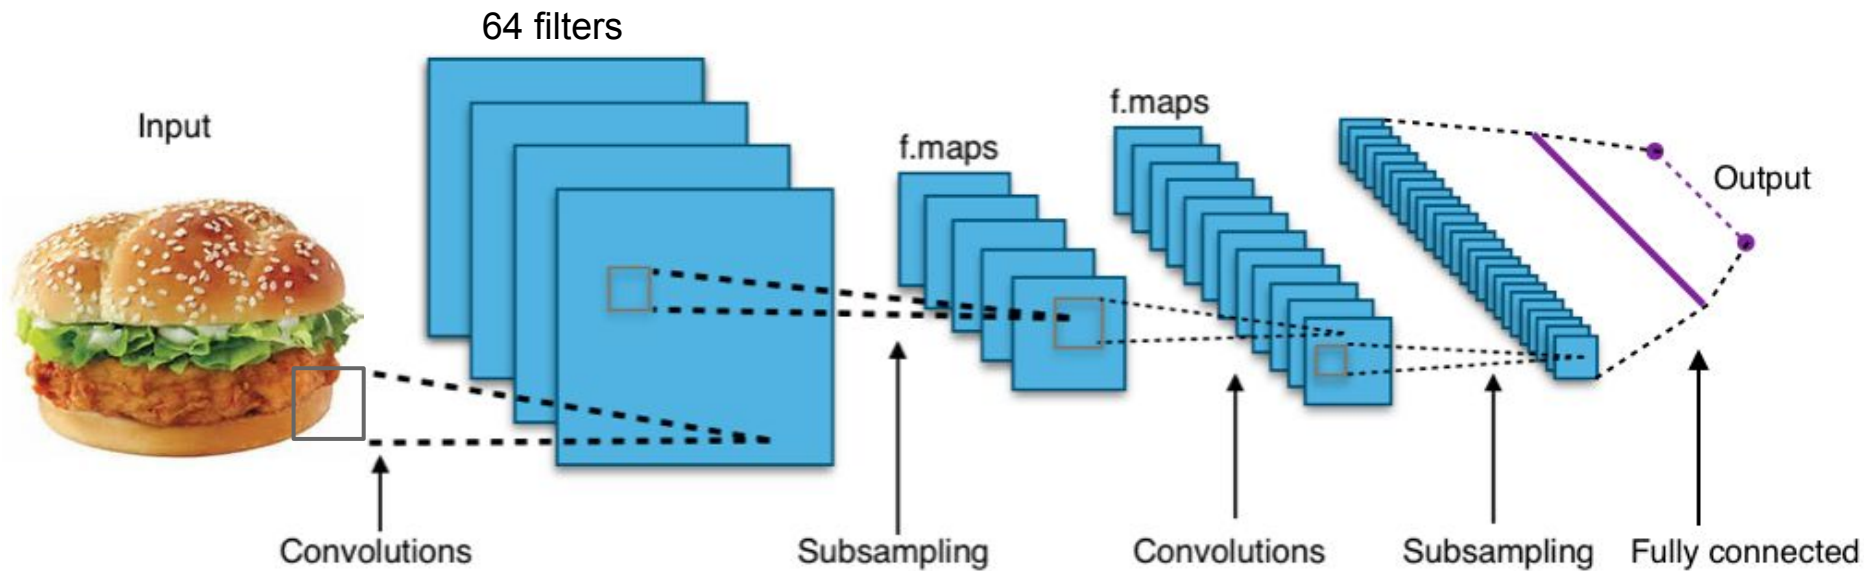 64 filters
Input
f.maps
f.maps
Output
Convolutions
Subsampling
Convolutions
Subsampling
Fully connected